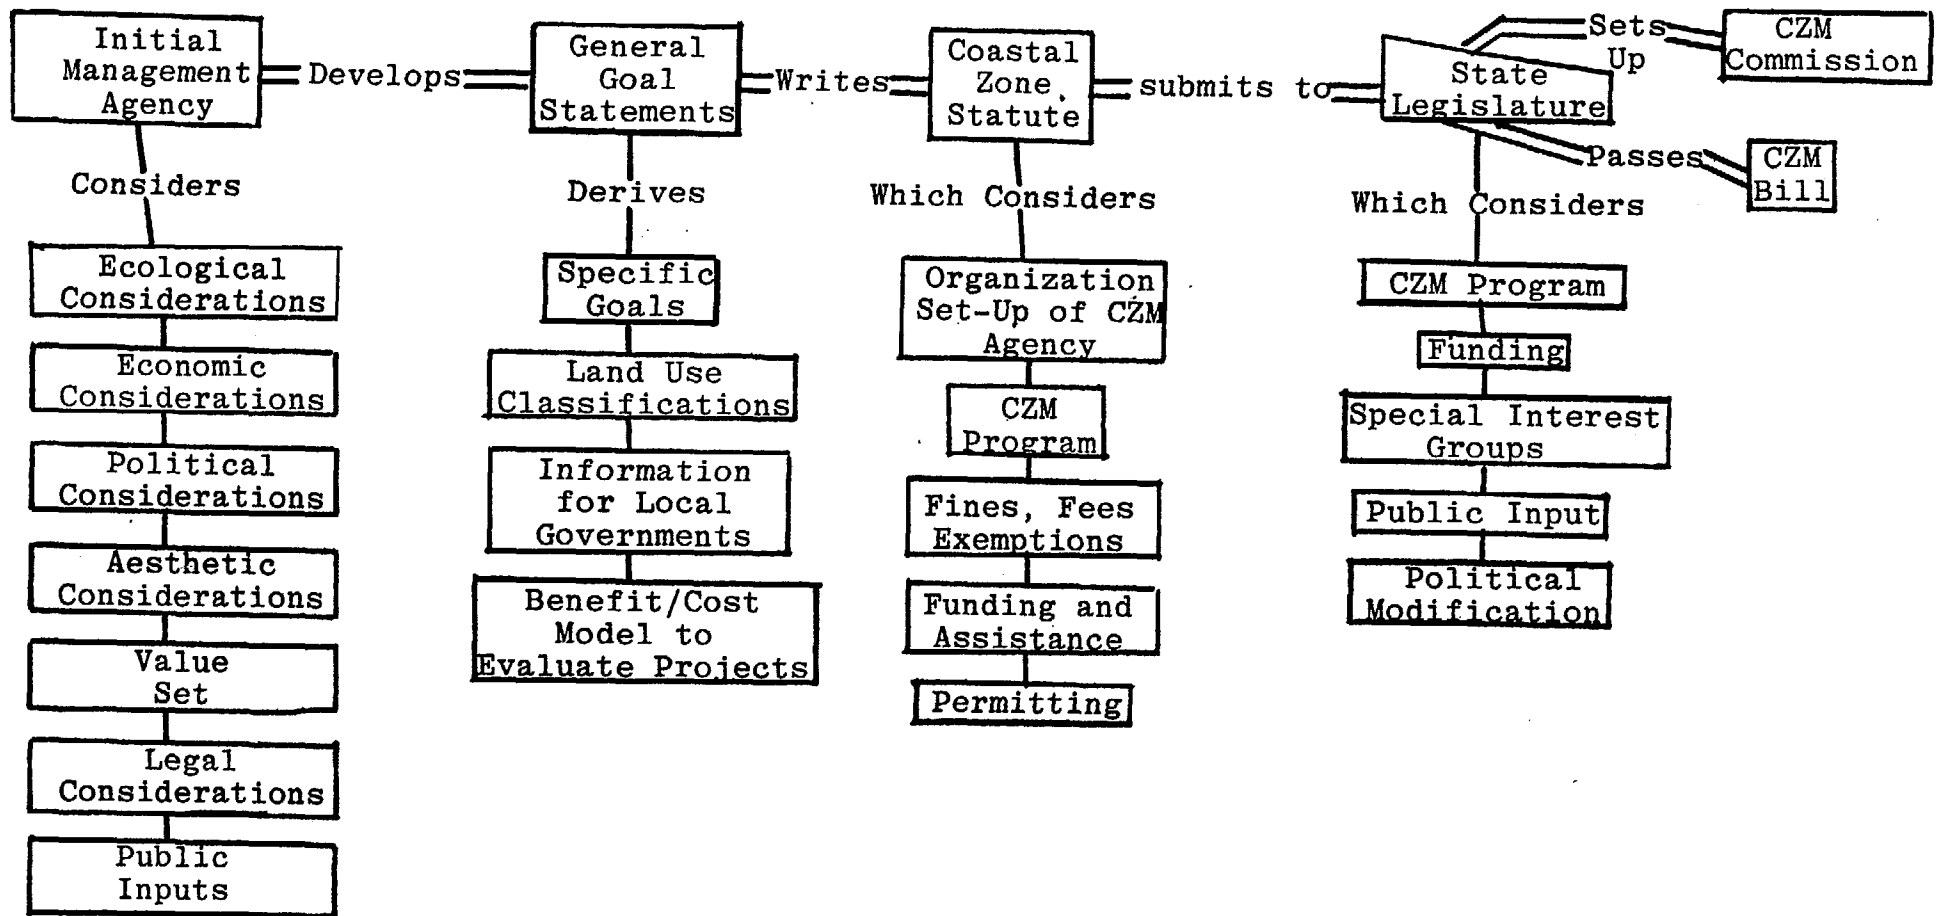 Initial
Management
Agency
Develops
General
Goal
Statements
Writes
Coastal
Zone
Statute
submits to
State
Legislature
Sets
Up
CZM
Commission
Passes
CZM
Bill
Considers
Ecological
Considerations
Economic
Considerations
Political
Considerations
Aesthetic
Considerations
Value
Set
Legal
Considerations
Public
Inputs
Derives
Specific
Goals
Land Use
Classifications
Information
for Local
Governments
Benefit/Cost
Model to
Evaluate Projects
Which Considers
Organization
Set-Up of CZM
Agency
CZM
Program
Fines, Fees
Exemptions
Funding and
Assistance
Permitting
Which Considers
CZM Program
Funding
Special Interest
Groups
Public Input
Political
Modification